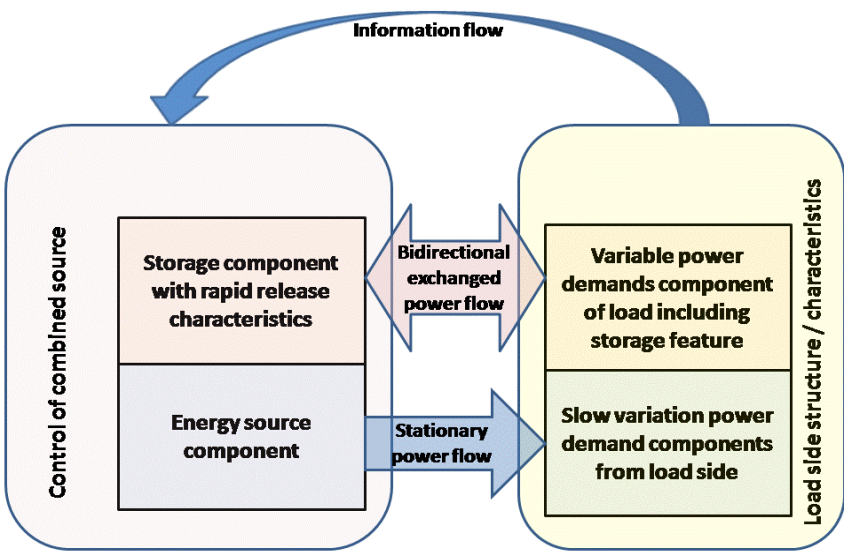 Information flow
Control of combined source
Storage component
with rapid release
characteristics
Energy source
component
Bidirectional
exchanged
power flow
Stationary
power flow
Variable power
demands component
of load including
storage feature
Slow variation power
demand components
from load side
Load side structure / characteristics